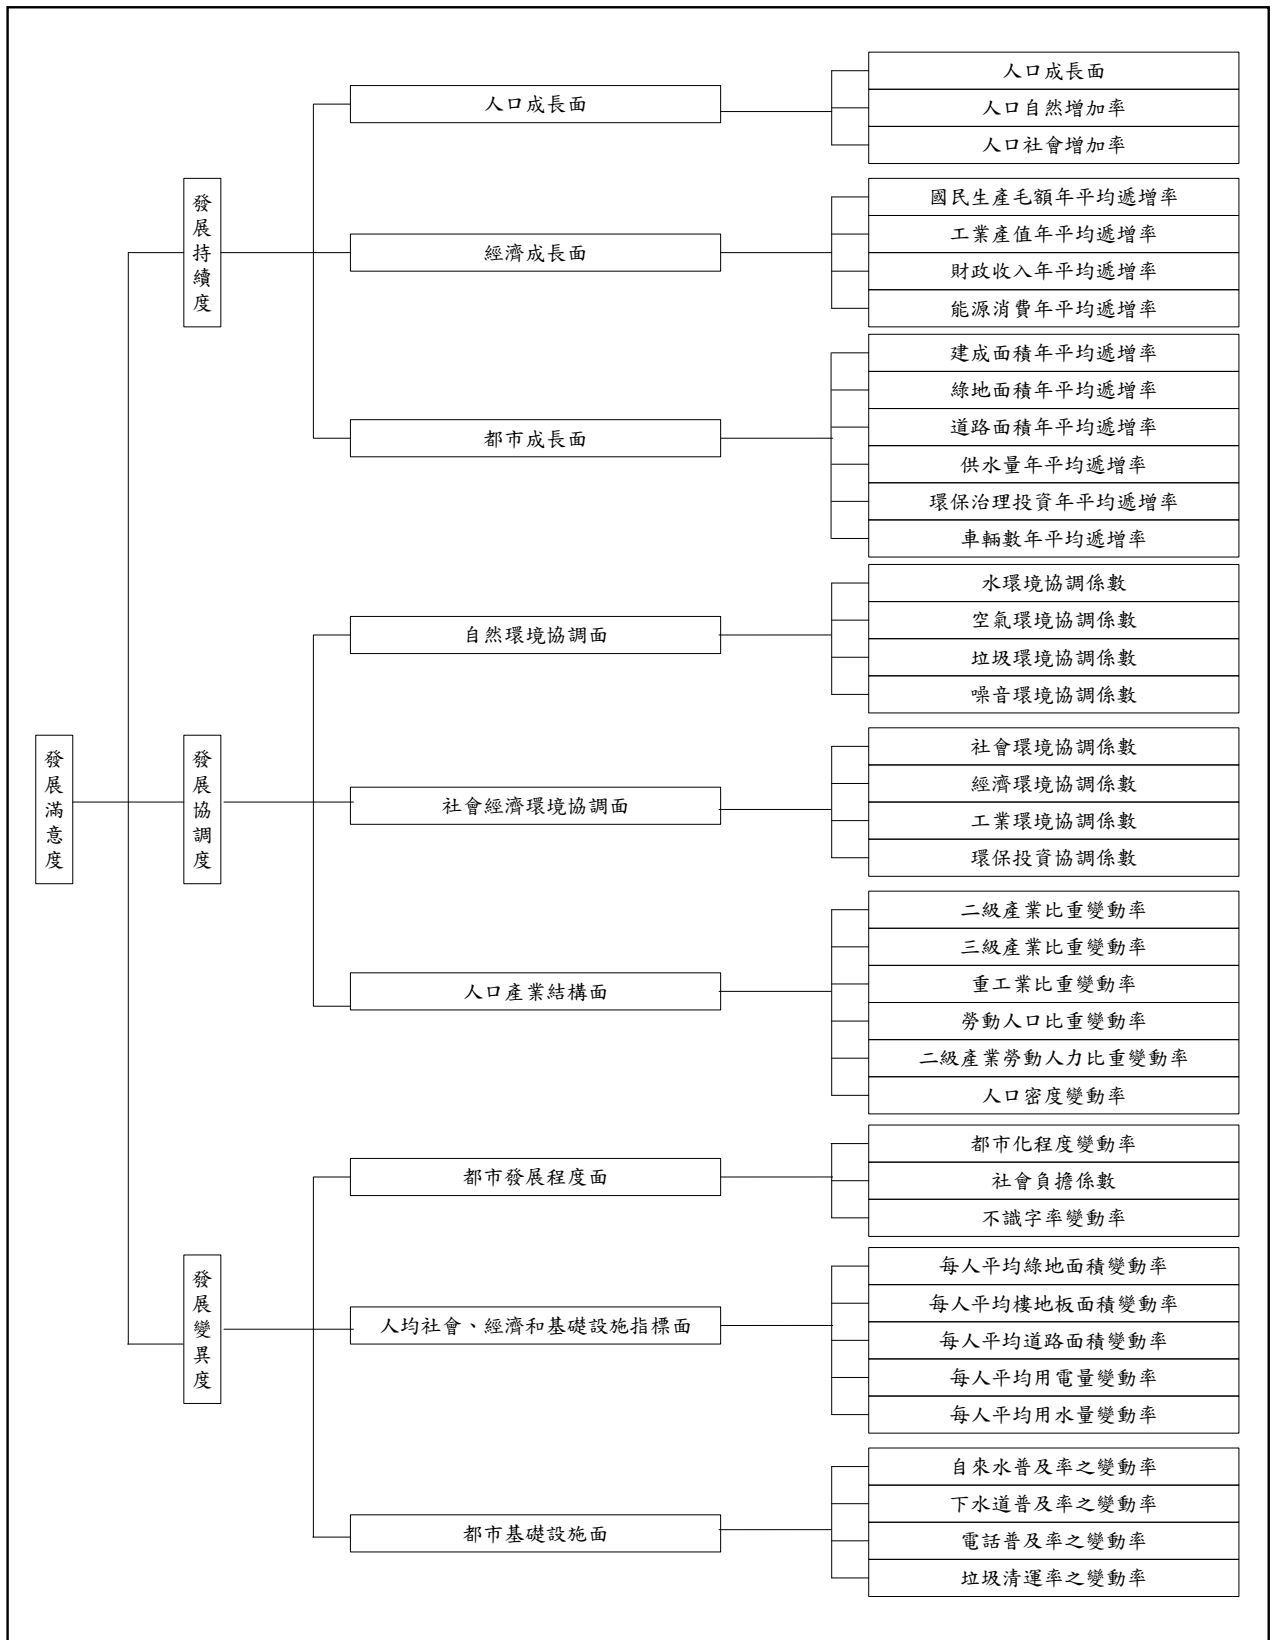 發展滿意度
發展持續度
人口成長面
人口成長面
人口自然增加率
人口社會增加率
經濟成長面
國民生產毛額年平均遞增率
工業產值年平均遞增率
財政收入年平均遞增率
能源消費年平均遞增率
都市成長面
建成面積年平均遞增率
綠地面積年平均遞增率
道路面積年平均遞增率
供水量年平均遞增率
環保治理投資年平均遞增率
車輛數年平均遞增率
發展協調度
自然環境協調面
水環境協調係數
空氣環境協調係數
垃圾環境協調係數
噪音環境協調係數
社會經濟環境協調面
社會環境協調係數
經濟環境協調係數
工業環境協調係數
環保投資協調係數
人口產業結構面
二級產業比重變動率
三級產業比重變動率
重工業比重變動率
勞動人口比重變動率
二級產業勞動人力比重變動率
人口密度變動率
發展變異度
都市發展程度面
都市化程度變動率
社會負擔係數
不識字率變動率
人均社會、經濟和基礎設施指標面
每人平均綠地面積變動率
每人平均樓地板面積變動率
每人平均道路面積變動率
每人平均用電量變動率
每人平均用水量變動率
都市基礎設施面
自來水普及率之變動率
下水道普及率之變動率
電話普及率之變動率
垃圾清運率之變動率